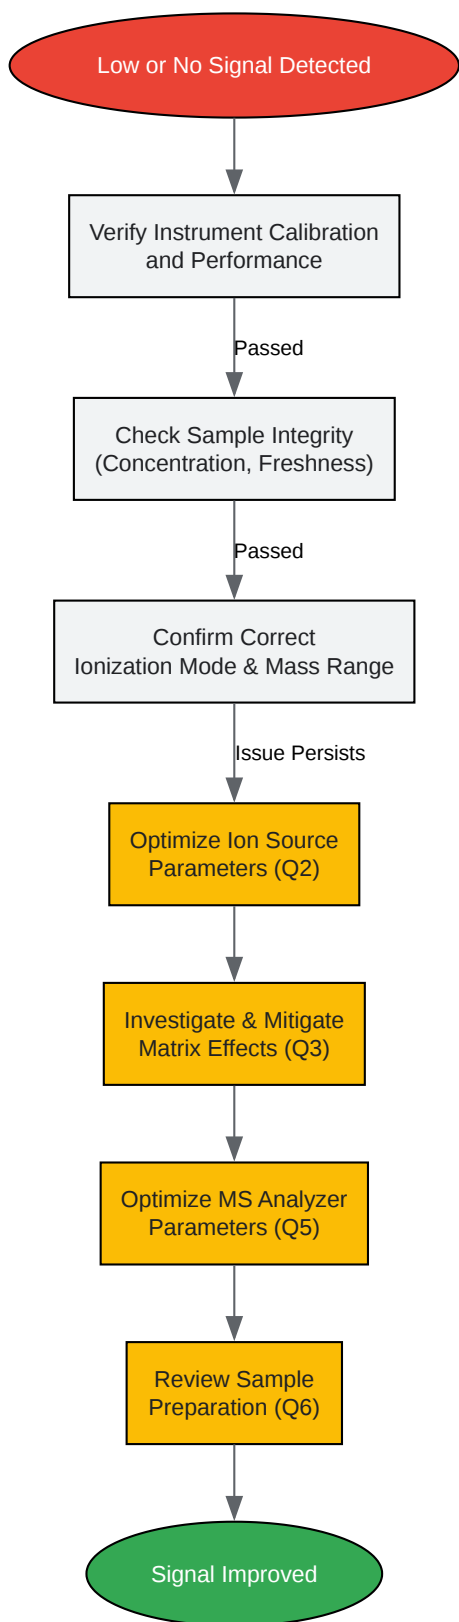 Low or No Signal Detected
Verify Instrument Calibration
and Performance
Passed
Check Sample Integrity
(Concentration, Freshness)
Passed
Confirm Correct
Ionization Mode & Mass Range
Issue Persists
Optimize Ion Source
Parameters (Q2)
Investigate & Mitigate
Matrix Effects (Q3)
Optimize MS Analyzer
Parameters (Q5)
Review Sample
Preparation (Q6)
Signal Improved